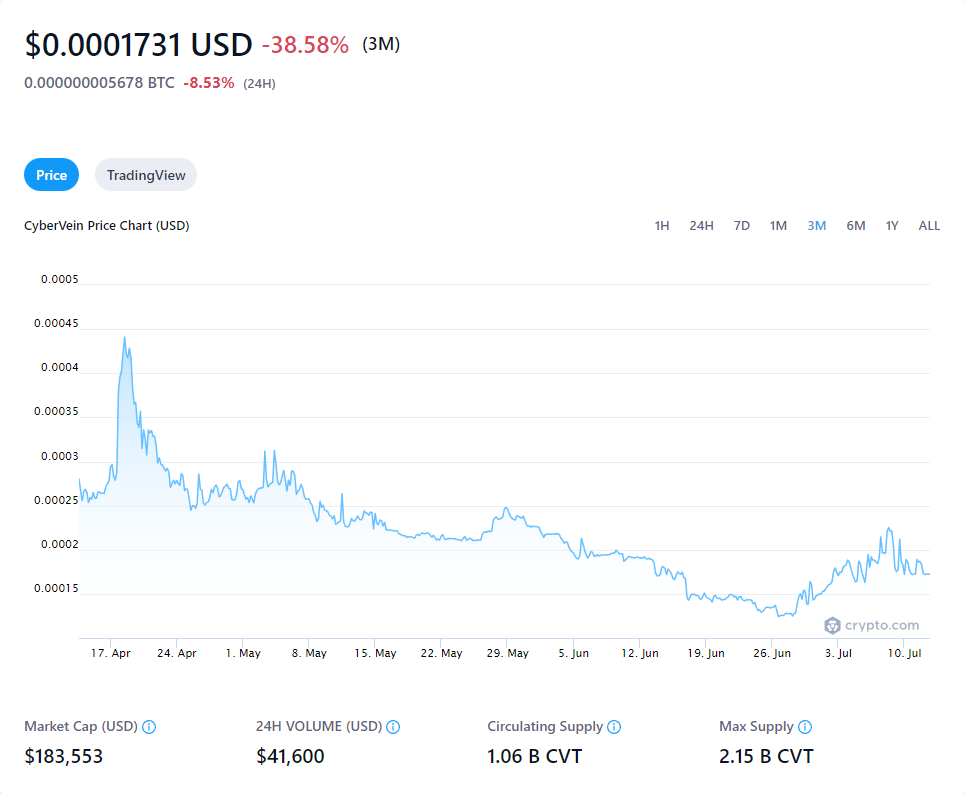 $0.0001731 USD -38.58% (3M)
0.000000005678 BTC -8.53% (24H)
Price TradingView
CyberVein Price Chart (USD) 1H 24H 7D 1M 3M 6M 1Y ALL
0.0005
0.00045
0.0004
0.00035
0.0003
0.00025
0.0002
0.00015
crypto.com
17. Apr 24. Apr 1. May 8. May 15. May 22. May 29. May 5. Jun 12. Jun 19. Jun 26. Jun 3. Jul 10. Jul
Market Cap (USD) 24H VOLUME (USD) Circulating Supply Max Supply
$183,553 $41,600 1.06 B CVT 2.15 B CVT